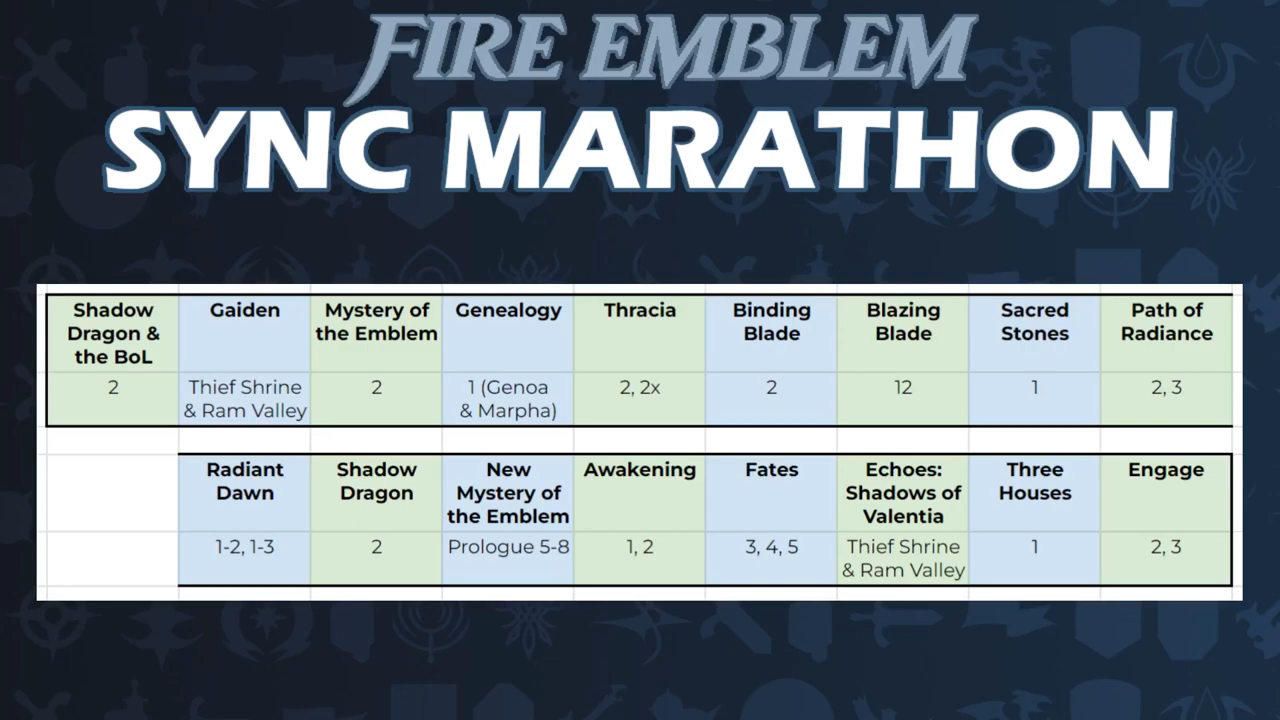 FIRE EMBLEM
SYNC MARATHON
Shadow Dragon & the BoL
Gaiden
Mystery of the Emblem
Genealogy
Thracia
Binding Blade
Blazing Blade
Sacred Stones
Path of Radiance
2
Thief Shrine & Ram Valley
2
1 (Genoa & Marpha)
2, 2x
2
12
1
2, 3
Radiant Dawn
Shadow Dragon
New Mystery of the Emblem
Awakening
Fates
Echoes: Shadows of Valentia
Three Houses
Engage
1-2, 1-3
2
Prologue 5-8
1, 2
3, 4, 5
Thief Shrine & Ram Valley
1
2, 3